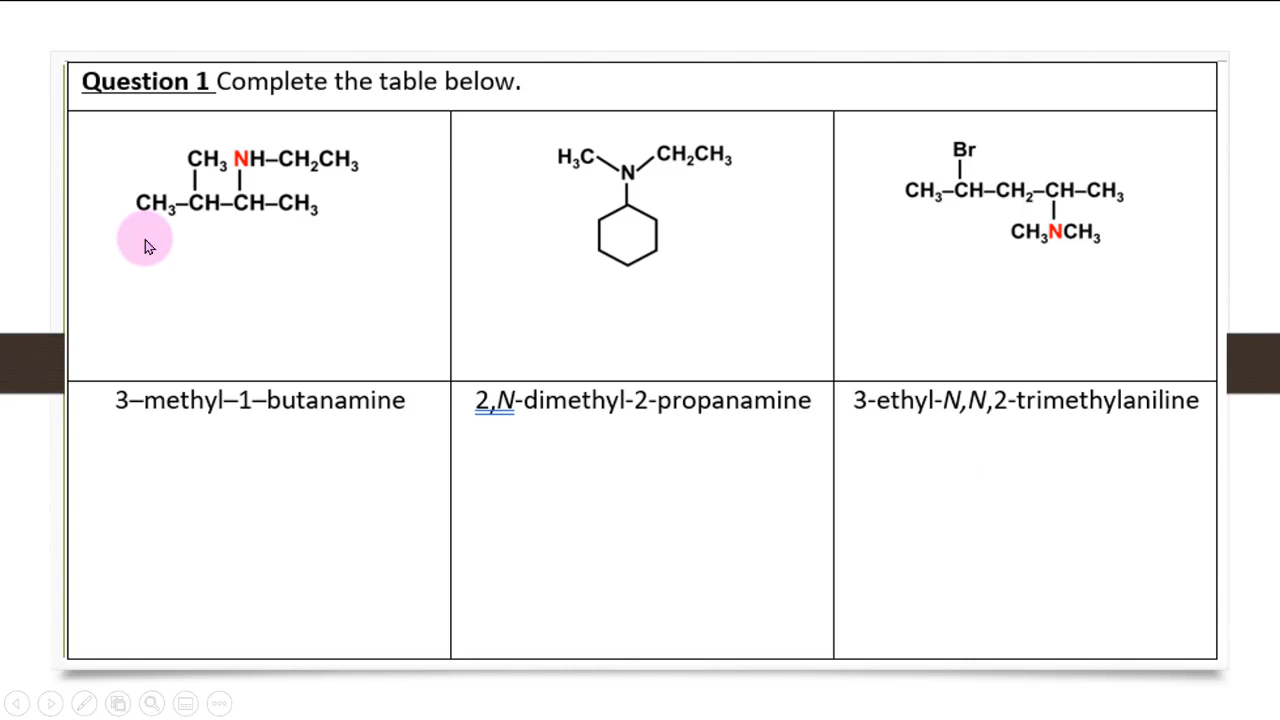 Question 1 Complete the table below.
CH₃ NH–CH₂CH₃
CH₃–CH–CH–CH₃
H₃C CH₂CH₃
N
Br
CH₃–CH–CH₂–CH–CH₃
CH₃NCH₃
3–methyl–1–butanamine
2,N-dimethyl-2-propanamine
3-ethyl-N,N,2-trimethylaniline